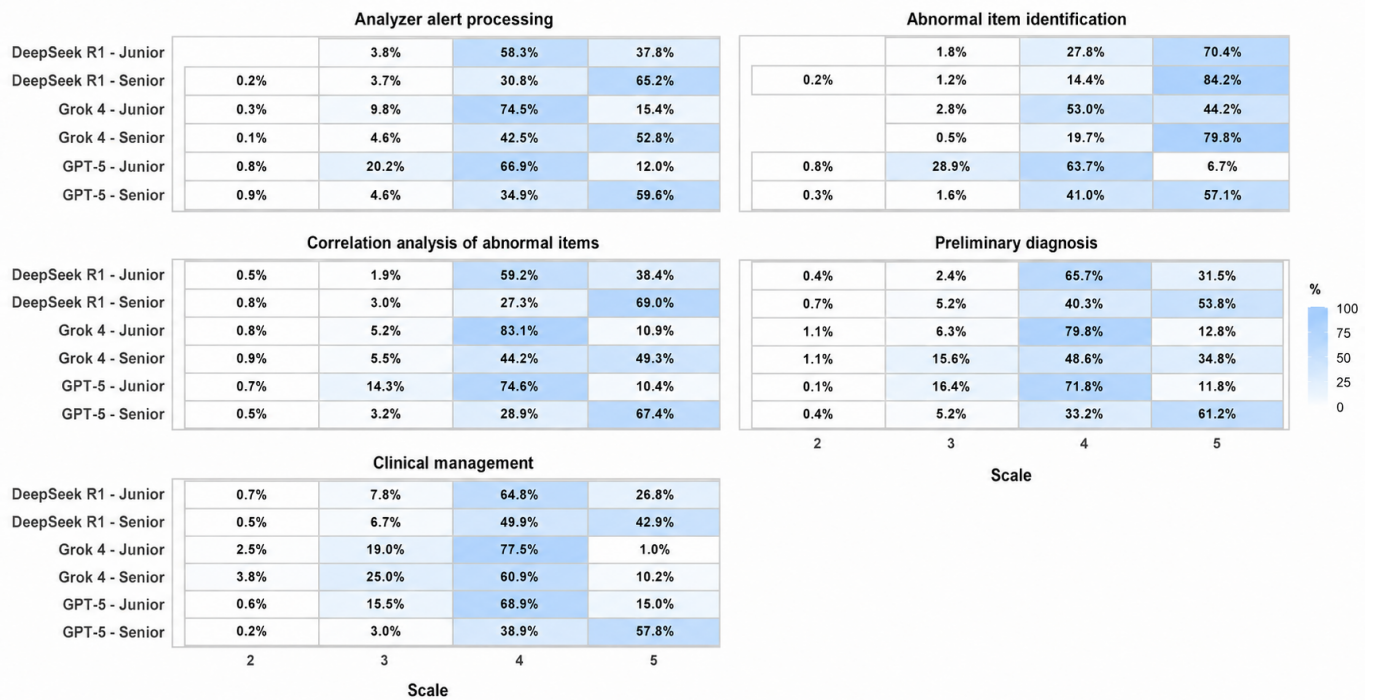 Analyzer alert processing
DeepSeek R1 - Junior 3.8% 58.3% 37.8%
DeepSeek R1 - Senior 0.2% 3.7% 30.8% 65.2%
Grok 4 - Junior 0.3% 9.8% 74.5% 15.4%
Grok 4 - Senior 0.1% 4.6% 42.5% 52.8%
GPT-5 - Junior 0.8% 20.2% 66.9% 12.0%
GPT-5 - Senior 0.9% 4.6% 34.9% 59.6%
Abnormal item identification
1.8% 27.8% 70.4%
0.2% 1.2% 14.4% 84.2%
2.8% 53.0% 44.2%
0.5% 19.7% 79.8%
0.8% 28.9% 63.7% 6.7%
0.3% 1.6% 41.0% 57.1%
Correlation analysis of abnormal items
DeepSeek R1 - Junior 0.5% 1.9% 59.2% 38.4%
DeepSeek R1 - Senior 0.8% 3.0% 27.3% 69.0%
Grok 4 - Junior 0.8% 5.2% 83.1% 10.9%
Grok 4 - Senior 0.9% 5.5% 44.2% 49.3%
GPT-5 - Junior 0.7% 14.3% 74.6% 10.4%
GPT-5 - Senior 0.5% 3.2% 28.9% 67.4%
Preliminary diagnosis
0.4% 2.4% 65.7% 31.5%
0.7% 5.2% 40.3% 53.8%
1.1% 6.3% 79.8% 12.8%
1.1% 15.6% 48.6% 34.8%
0.1% 16.4% 71.8% 11.8%
0.4% 5.2% 33.2% 61.2%
2 3 4 5
Scale
%
100
75
50
25
0
Clinical management
DeepSeek R1 - Junior 0.7% 7.8% 64.8% 26.8%
DeepSeek R1 - Senior 0.5% 6.7% 49.9% 42.9%
Grok 4 - Junior 2.5% 19.0% 77.5% 1.0%
Grok 4 - Senior 3.8% 25.0% 60.9% 10.2%
GPT-5 - Junior 0.6% 15.5% 68.9% 15.0%
GPT-5 - Senior 0.2% 3.0% 38.9% 57.8%
2 3 4 5
Scale